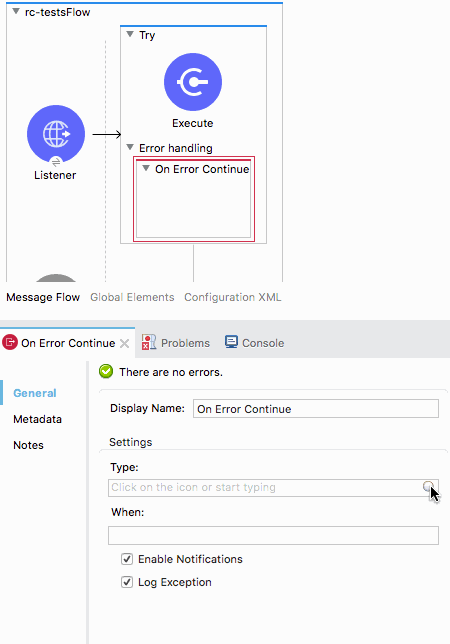 rc-testsFlow
Try
Execute
Listener
Error handling
On Error Continue
Message Flow Global Elements Configuration XML
On Error Continue Problems Console
There are no errors.
General
Metadata
Notes
Display Name: On Error Continue
Settings
Type:
Click on the icon or start typing
When:
Enable Notifications
Log Exception